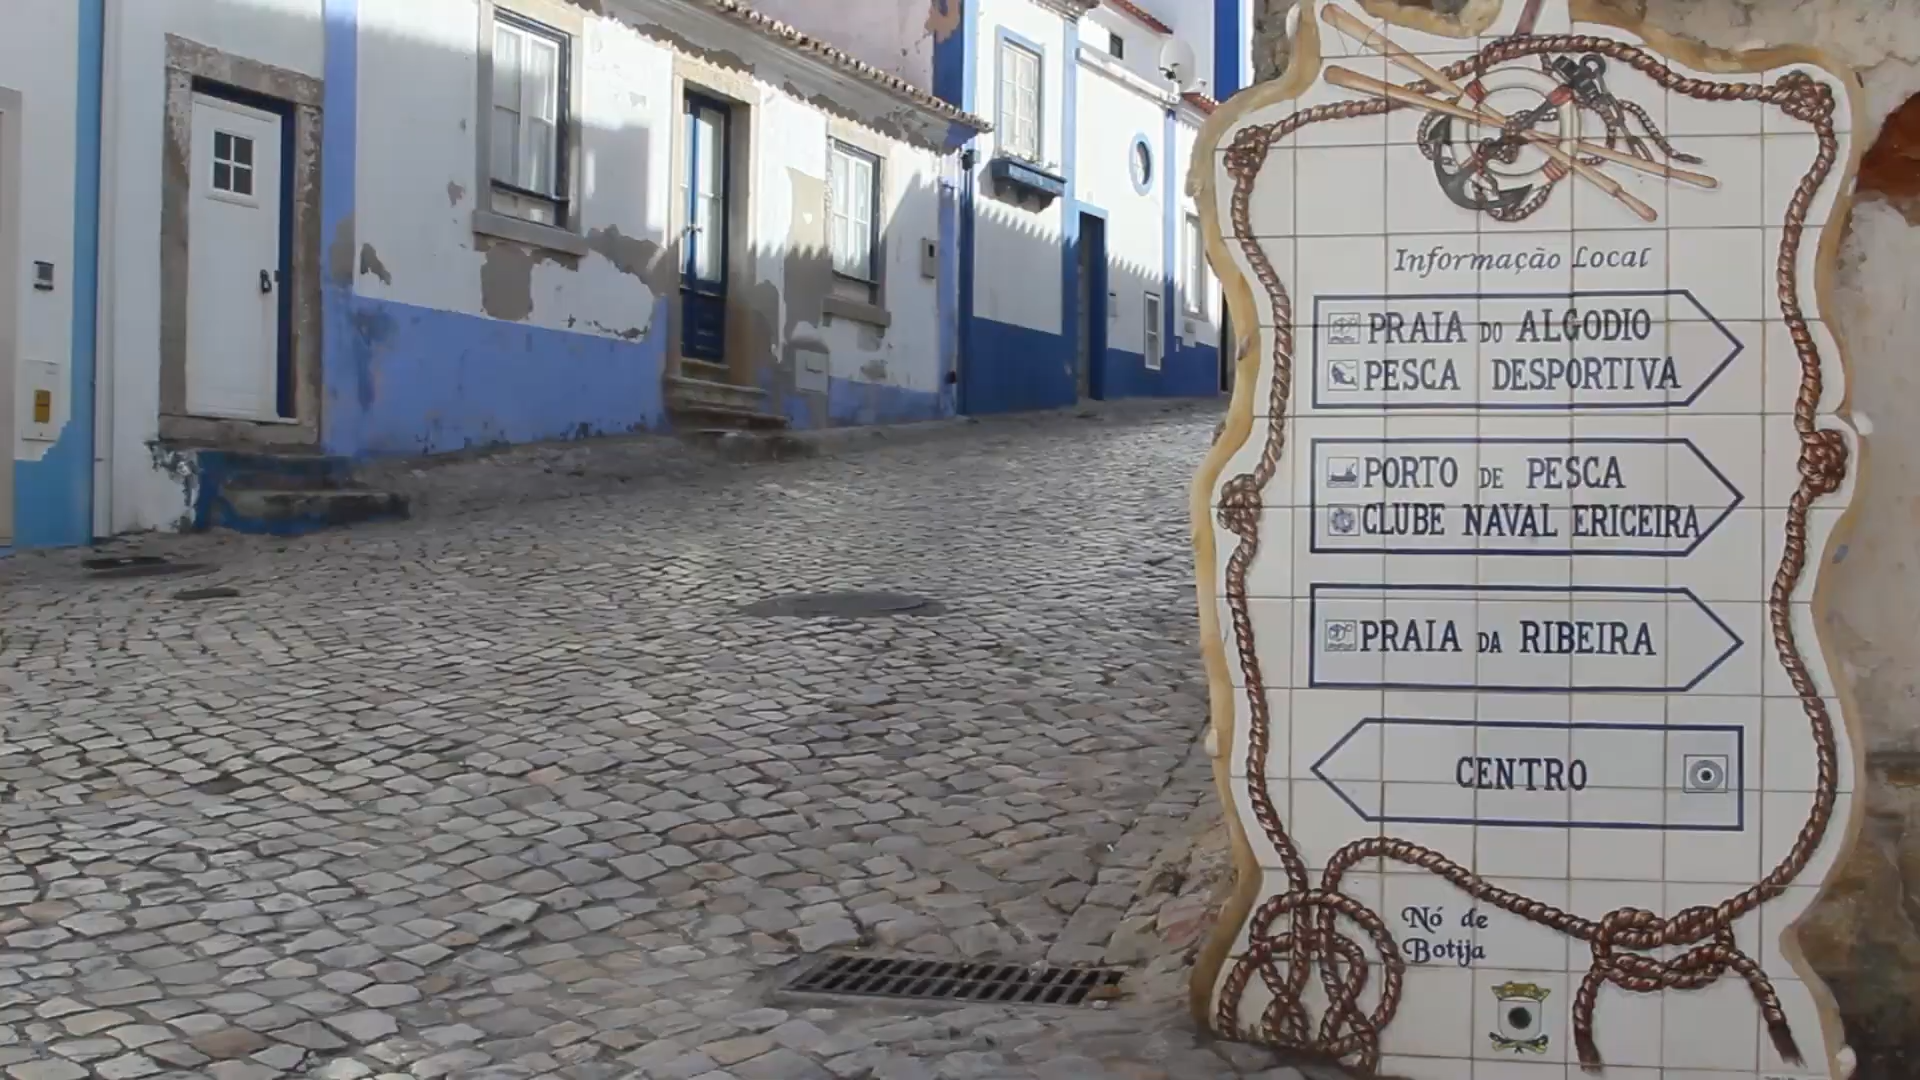 Informação Local
PRAIA DO ALGODIO
PESCA DESPORTIVA
PORTO DE PESCA
CLUBE NAVAL ERICEIRA
PRAIA DA RIBEIRA
CENTRO
Nó de
Botija